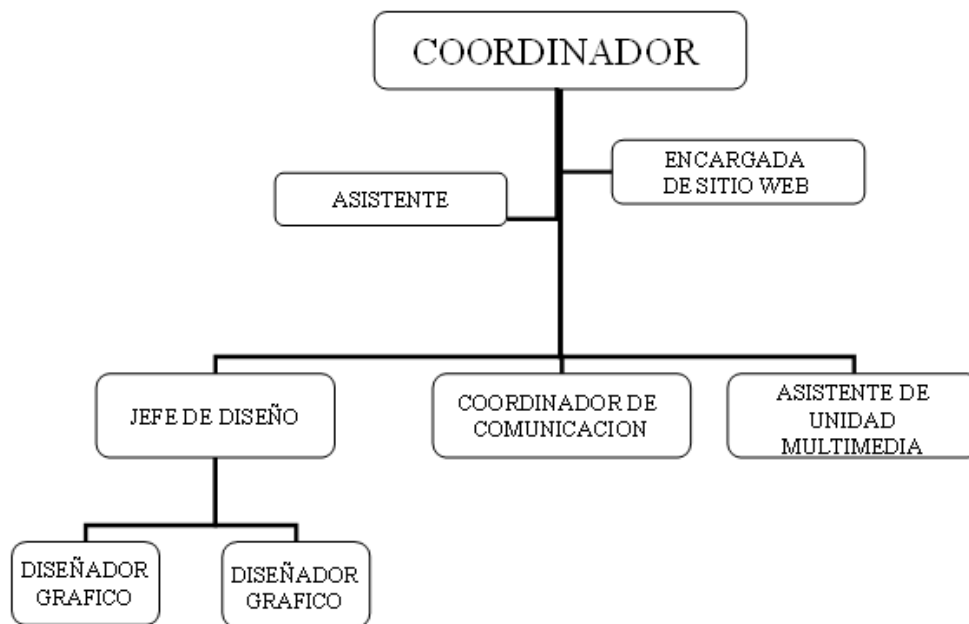 COORDINADOR
ENCARGADA
DE SITIO WEB
ASISTENTE
JEFE DE DISEÑO
COORDINADOR DE
COMUNICACION
ASISTENTE DE
UNIDAD
MULTIMEDIA
DISEÑADOR
GRAFICO
DISEÑADOR
GRAFICO